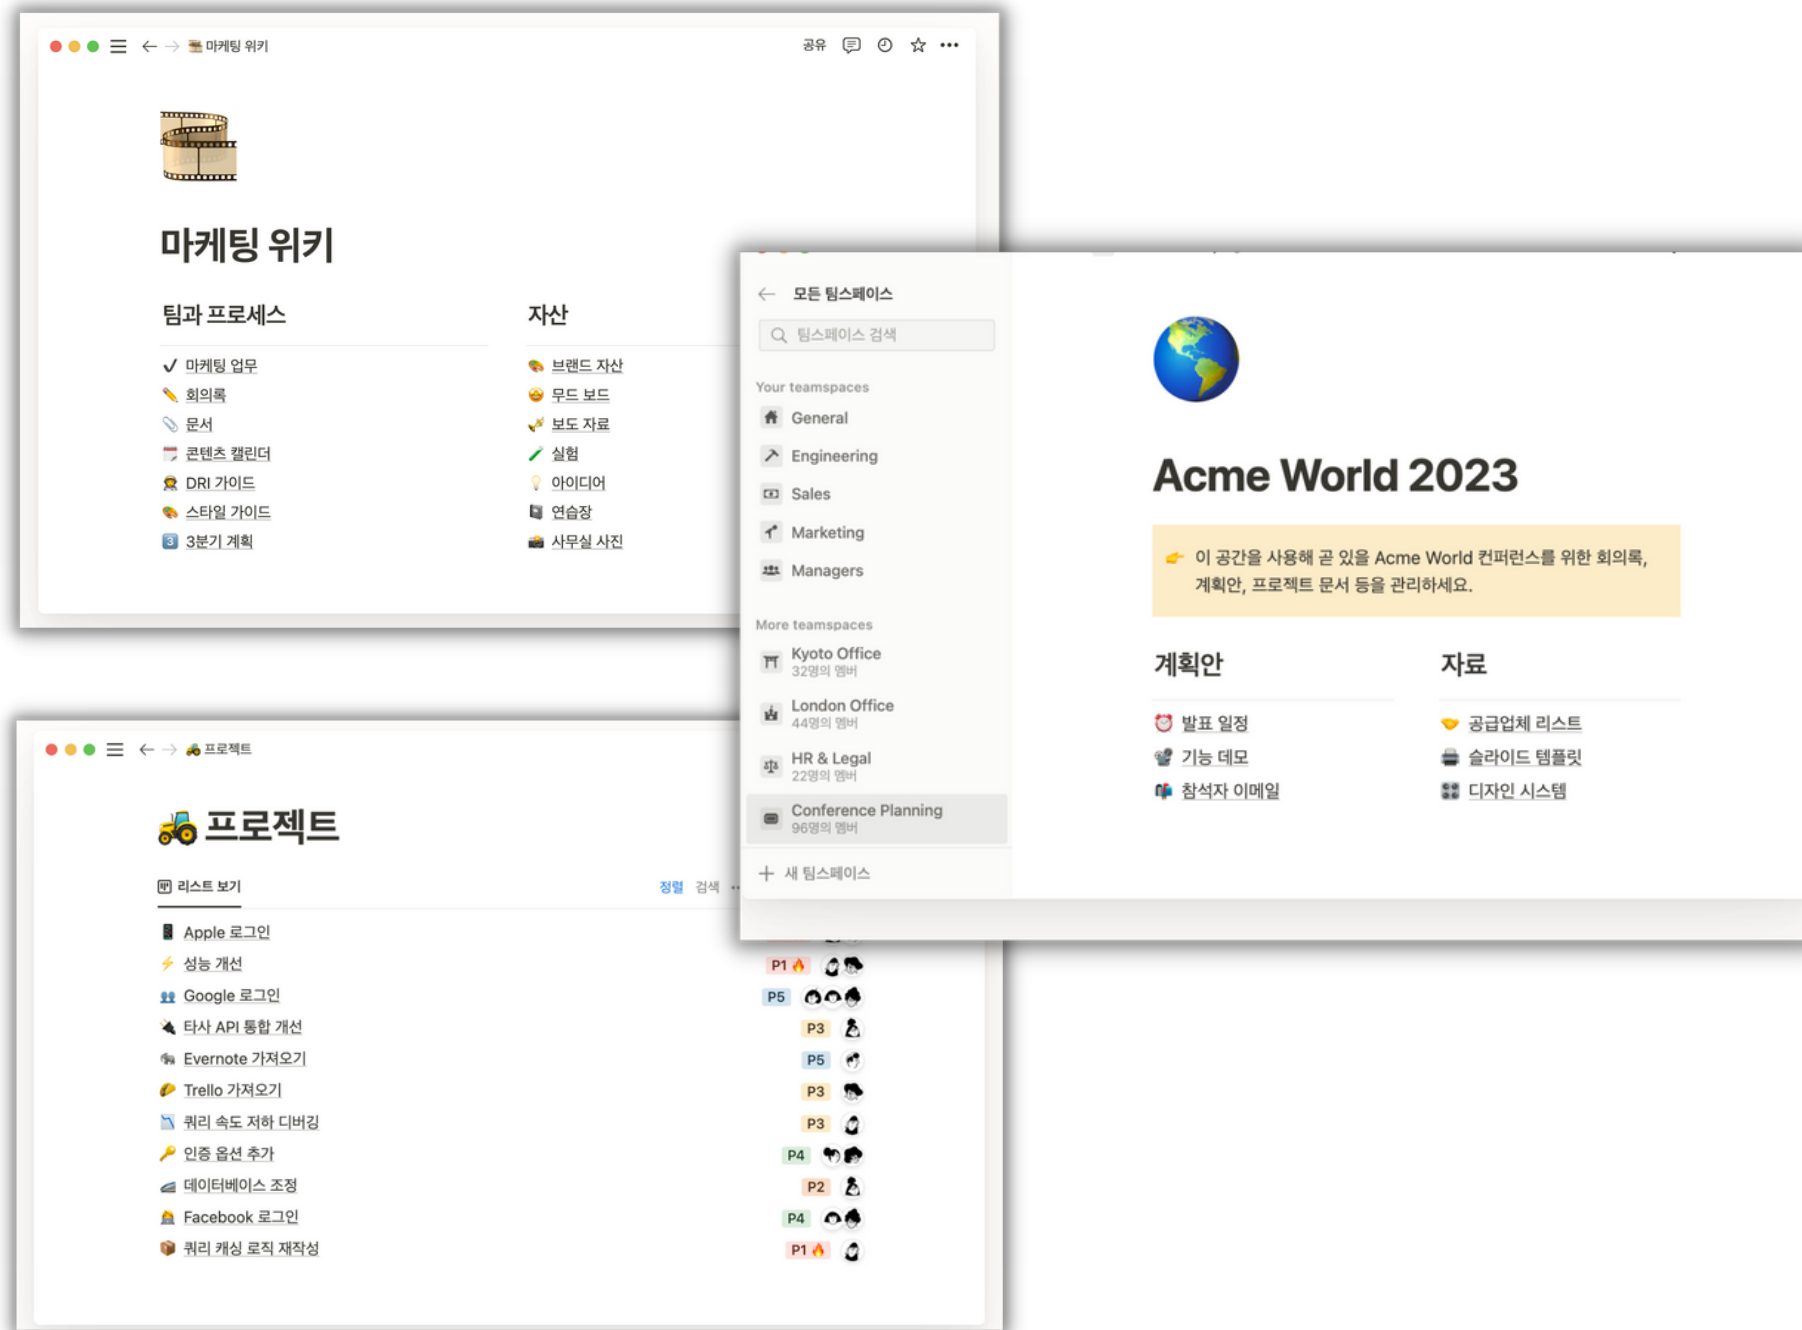 마케팅 위키
공유
마케팅 위키
팀과 프로세스
마케팅 업무
회의록
문서
콘텐츠 캘린더
DRI 가이드
스타일 가이드
3분기 계획
자산
브랜드 자산
무드 보드
보도 자료
실험
아이디어
연습장
사무실 사진
모든 팀스페이스
팀스페이스 검색
Your teamspaces
General
Engineering
Sales
Marketing
Managers
More teamspaces
Kyoto Office
32명의 멤버
London Office
44명의 멤버
HR & Legal
22명의 멤버
Conference Planning
96명의 멤버
새 팀스페이스
Acme World 2023
이 공간을 사용해 곧 있을 Acme World 컨퍼런스를 위한 회의록,
계획안, 프로젝트 문서 등을 관리하세요.
계획안
발표 일정
기능 데모
참석자 이메일
자료
공급업체 리스트
슬라이드 템플릿
디자인 시스템
프로젝트
프로젝트
리스트 보기
정렬 검색
Apple 로그인
성능 개선 P1
Google 로그인 P5
타사 API 통합 개선 P3
Evernote 가져오기 P5
Trello 가져오기 P3
쿼리 속도 저하 디버깅 P3
인증 옵션 추가 P4
데이터베이스 조정 P2
Facebook 로그인 P4
쿼리 캐싱 로직 재작성 P1